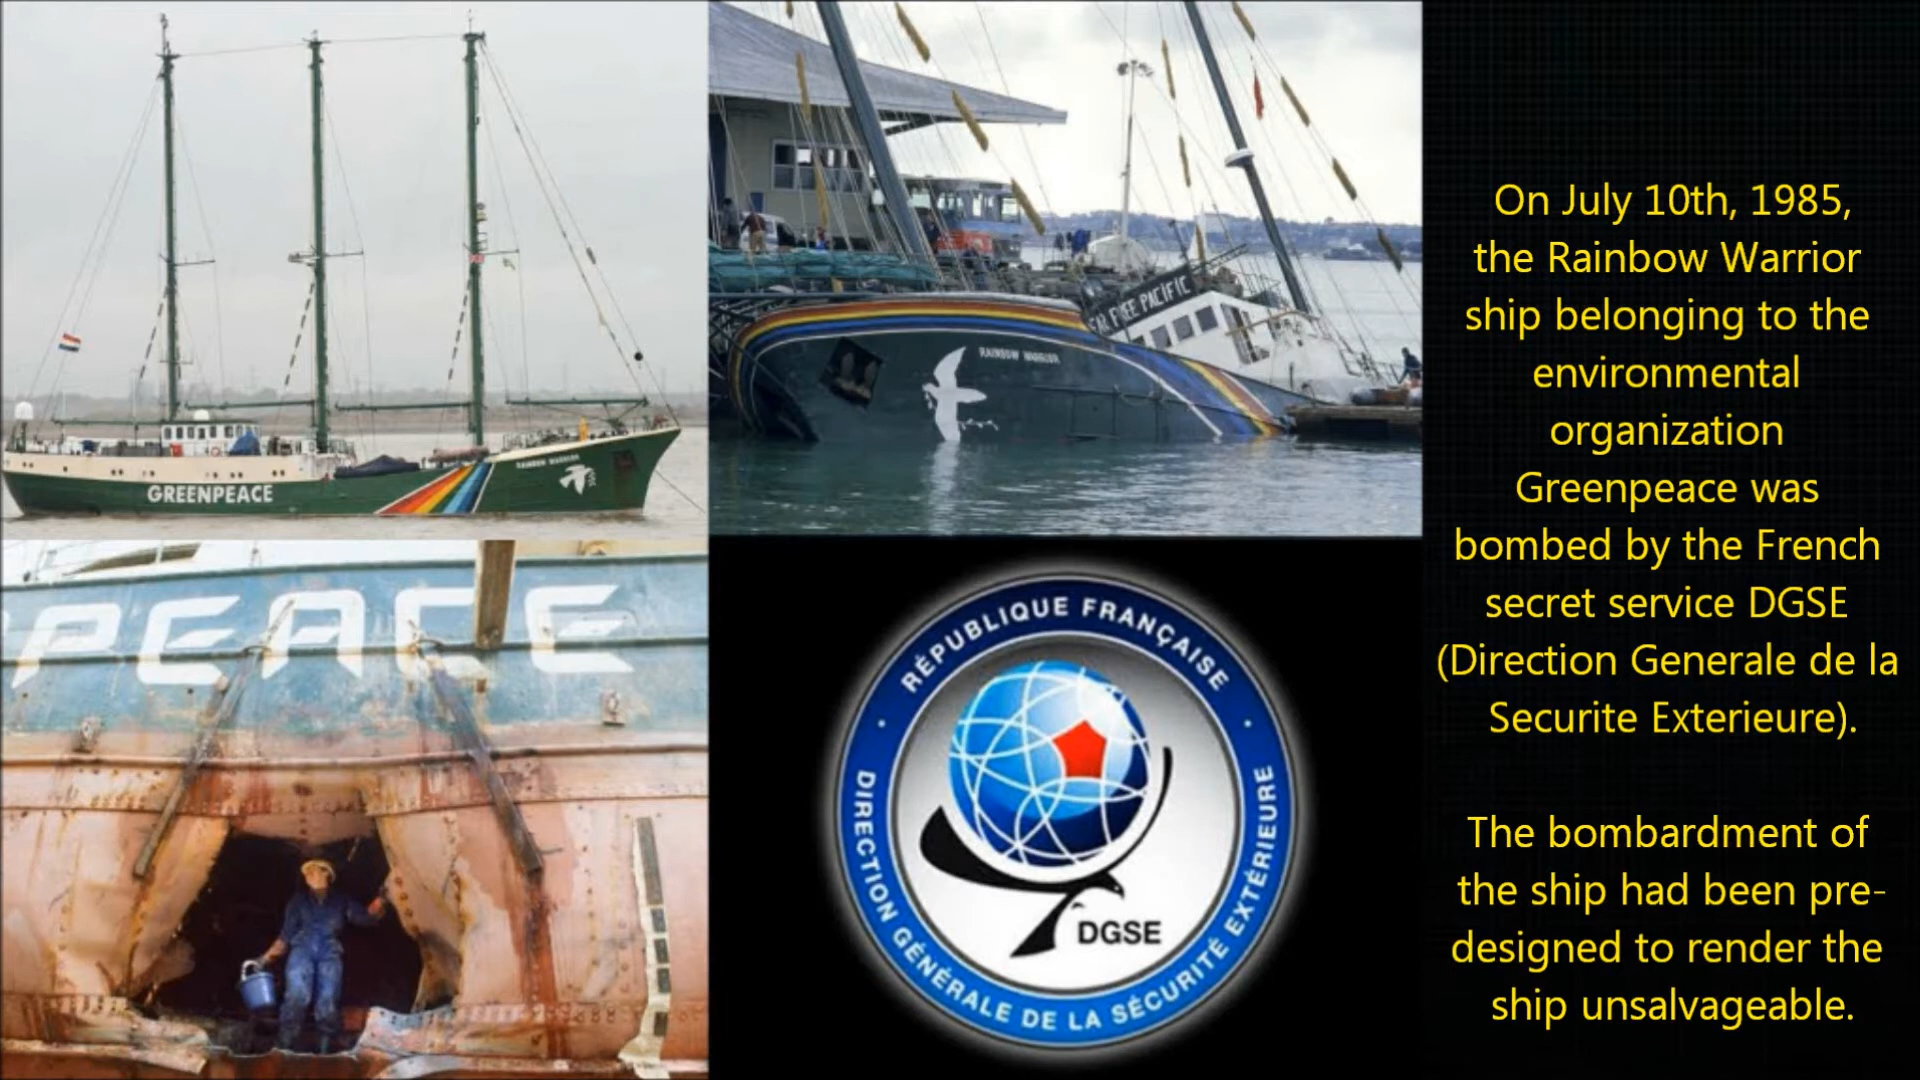 GREENPEACE
RAINBOW WARRIOR
FREE PACIFIC
RAINBOW WARRIOR
PEACE
RÉPUBLIQUE FRANÇAISE
DIRECTION GÉNÉRALE DE LA SÉCURITÉ EXTÉRIEURE
DGSE
On July 10th, 1985,
the Rainbow Warrior
ship belonging to the
environmental
organization
Greenpeace was
bombed by the French
secret service DGSE
(Direction Generale de la
Securite Exterieure).
The bombardment of
the ship had been pre-
designed to render the
ship unsalvageable.